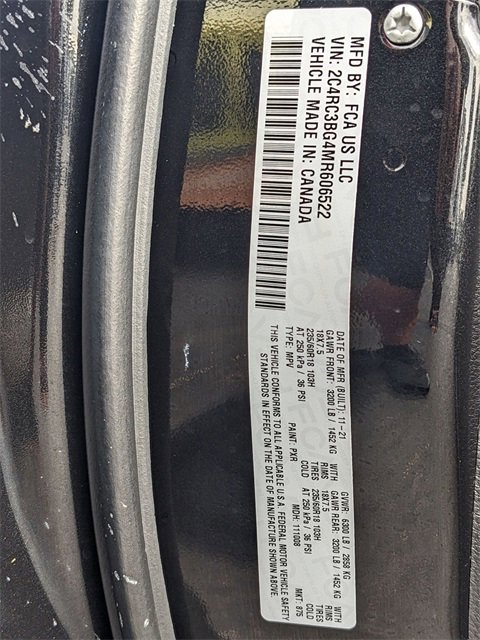 MFD BY: FCA US LLC
VIN: 2C4RC3BG4MR606522
VEHICLE MADE IN: CANADA
DATE OF MFR (BUILT): 11-21 GVWR: 6300 LB / 2858 KG
GAWR FRONT: 3200 LB / 1452 KG WITH GAWR REAR: 3200 LB / 1452 KG WITH
18X7.5 RIMS 18X7.5 RIMS
235/60R18 103H TIRES 235/60R18 103H TIRES
AT 250 kPa / 36 PSI COLD AT 250 kPa / 36 PSI COLD
TYPE: MPV PAINT: PXR MDH: 111008 MKT: 875
THIS VEHICLE CONFORMS TO ALL APPLICABLE U.S.A. FEDERAL MOTOR VEHICLE SAFETY
STANDARDS IN EFFECT ON THE DATE OF MANUFACTURE SHOWN ABOVE.